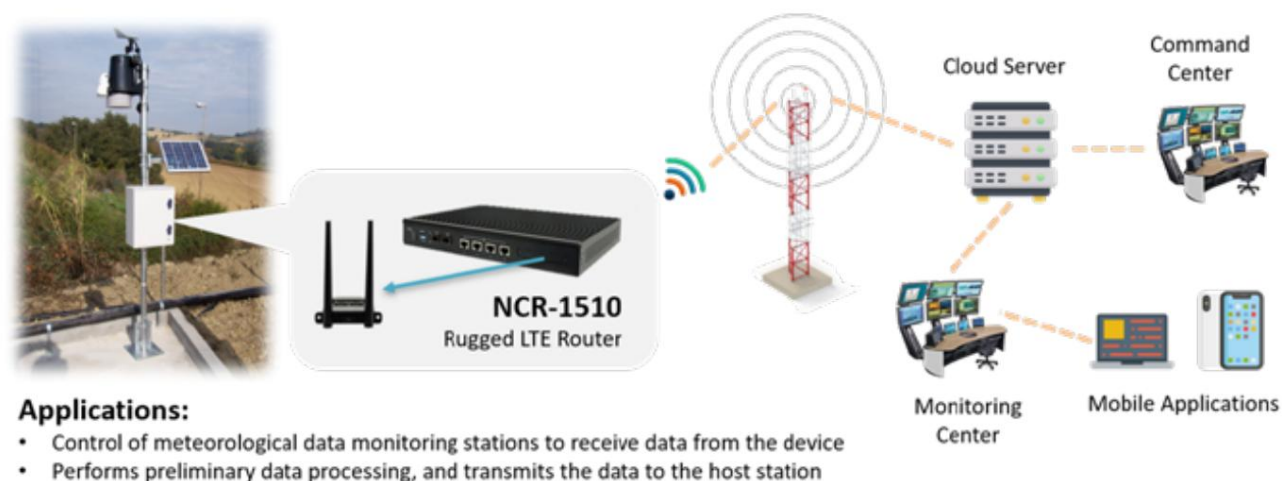 Cloud Server
Command
Center
NCR-1510
Rugged LTE Router
Monitoring
Center
Mobile Applications
Applications:
• Control of meteorological data monitoring stations to receive data from the device
• Performs preliminary data processing, and transmits the data to the host station